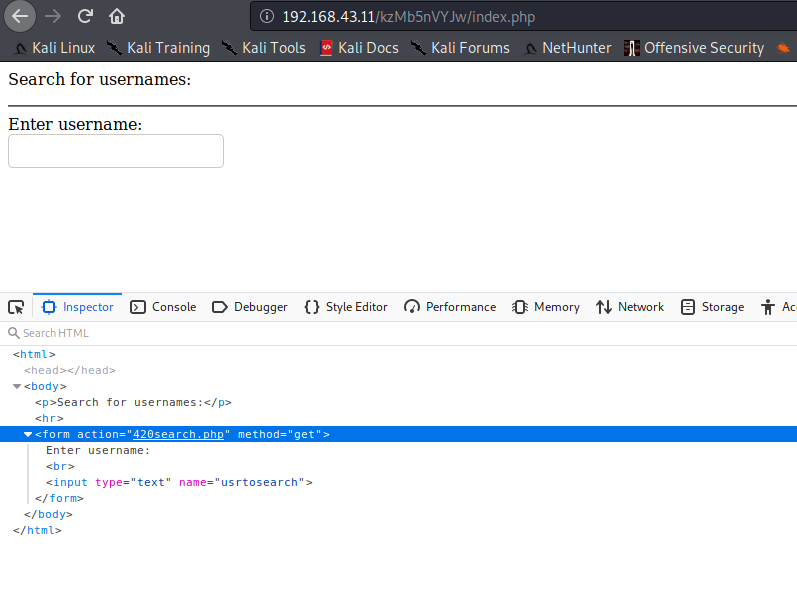 192.168.43.11/kzMb5nVYJw/index.php
Kali Linux Kali Training Kali Tools Kali Docs Kali Forums NetHunter Offensive Security
Search for usernames:
Enter username:
Inspector Console Debugger Style Editor Performance Memory Network Storage Ac
Search HTML
<html>
<head></head>
<body>
<p>Search for usernames:</p>
<hr>
<form action="420search.php" method="get">
Enter username:
<br>
<input type="text" name="usrtosearch">
</form>
</body>
</html>